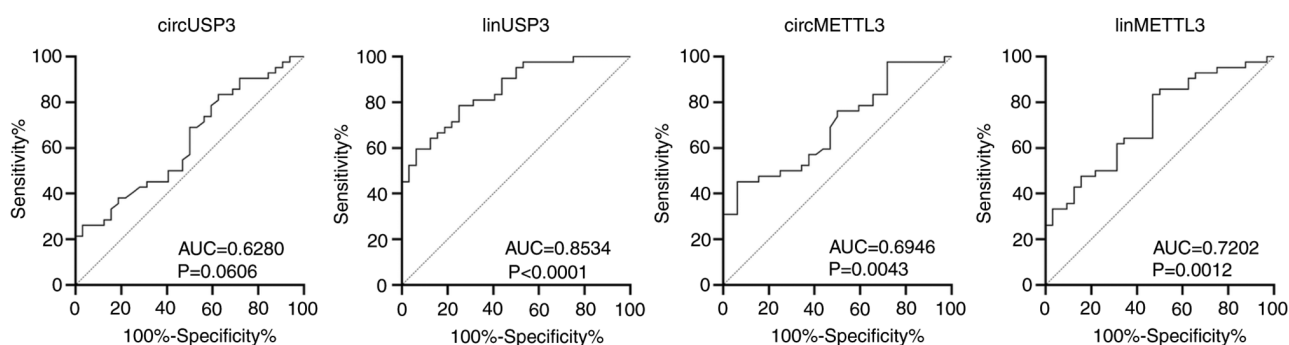 circUSP3
Sensitivity%
100
80
60
40
20
0
AUC=0.6280
P=0.0606
0 20 40 60 80 100
100%-Specificity%
linUSP3
Sensitivity%
100
80
60
40
20
0
AUC=0.8534
P<0.0001
0 20 40 60 80 100
100%-Specificity%
circMETTL3
Sensitivity%
100
80
60
40
20
0
AUC=0.6946
P=0.0043
0 20 40 60 80 100
100%-Specificity%
linMETTL3
Sensitivity%
100
80
60
40
20
0
AUC=0.7202
P=0.0012
0 20 40 60 80 100
100%-Specificity%